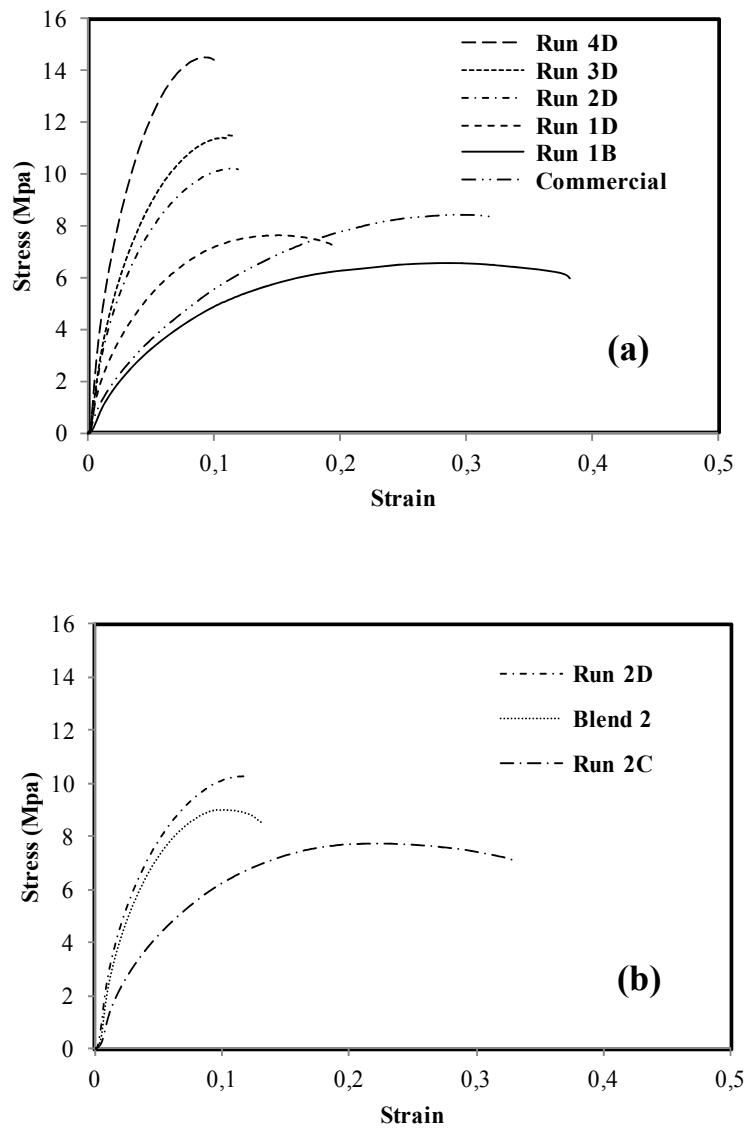 16
14
12
10
8
6
4
2
0
Stress (Mpa)
Run 4D
Run 3D
Run 2D
Run 1D
Run 1B
Commercial
(a)
0 0,1 0,2 0,3 0,4 0,5
Strain
16
14
12
10
8
6
4
2
0
Stress (Mpa)
Run 2D
Blend 2
Run 2C
(b)
0 0,1 0,2 0,3 0,4 0,5
Strain